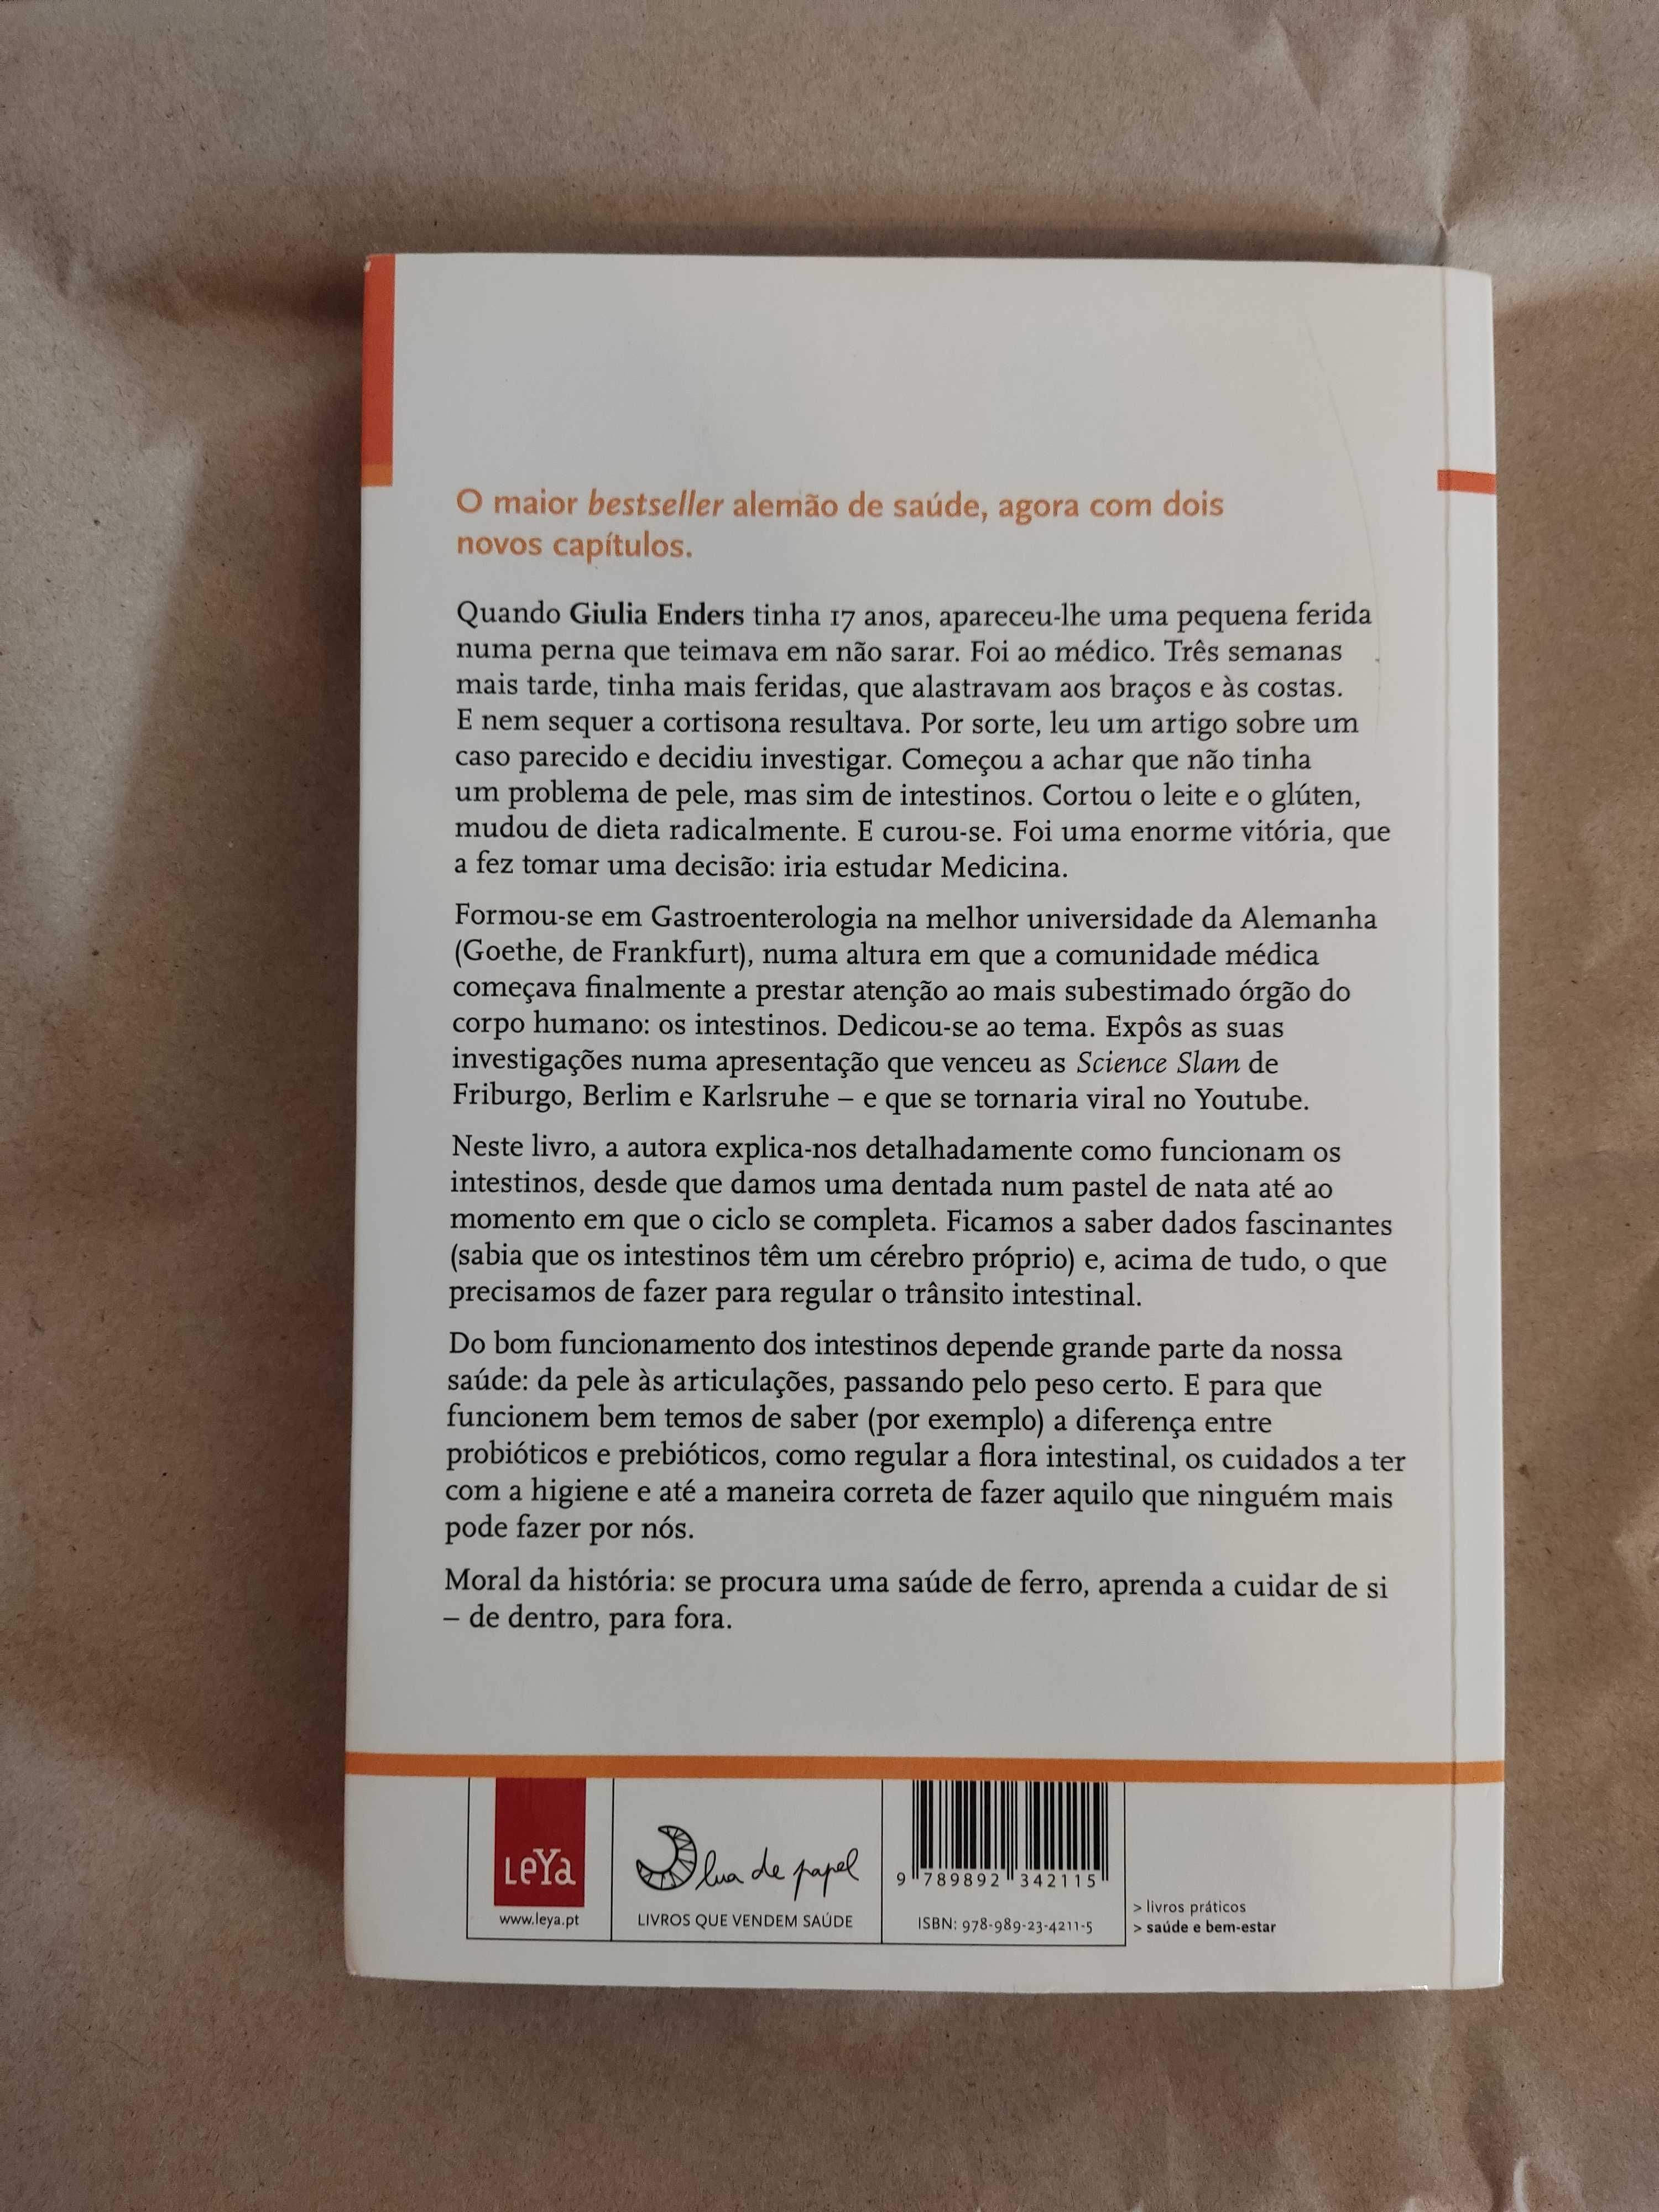 O maior bestseller alemão de saúde, agora com dois
novos capítulos.
Quando Giulia Enders tinha 17 anos, apareceu-lhe uma pequena ferida
numa perna que teimava em não sarar. Foi ao médico. Três semanas
mais tarde, tinha mais feridas, que alastravam aos braços e às costas.
E nem sequer a cortisona resultava. Por sorte, leu um artigo sobre um
caso parecido e decidiu investigar. Começou a achar que não tinha
um problema de pele, mas sim de intestinos. Cortou o leite e o glúten,
mudou de dieta radicalmente. E curou-se. Foi uma enorme vitória, que
a fez tomar uma decisão: iria estudar Medicina.
Formou-se em Gastroenterologia na melhor universidade da Alemanha
(Goethe, de Frankfurt), numa altura em que a comunidade médica
começava finalmente a prestar atenção ao mais subestimado órgão do
corpo humano: os intestinos. Dedicou-se ao tema. Expôs as suas
investigações numa apresentação que venceu as Science Slam de
Friburgo, Berlim e Karlsruhe – e que se tornaria viral no Youtube.
Neste livro, a autora explica-nos detalhadamente como funcionam os
intestinos, desde que damos uma dentada num pastel de nata até ao
momento em que o ciclo se completa. Ficamos a saber dados fascinantes
(sabia que os intestinos têm um cérebro próprio) e, acima de tudo, o que
precisamos de fazer para regular o trânsito intestinal.
Do bom funcionamento dos intestinos depende grande parte da nossa
saúde: da pele às articulações, passando pelo peso certo. E para que
funcionem bem temos de saber (por exemplo) a diferença entre
probióticos e prebióticos, como regular a flora intestinal, os cuidados a ter
com a higiene e até a maneira correta de fazer aquilo que ninguém mais
pode fazer por nós.
Moral da história: se procura uma saúde de ferro, aprenda a cuidar de si
– de dentro, para fora.
LeYa
www.leya.pt
lua de papel
LIVROS QUE VENDEM SAÚDE
9 789892 342115
ISBN: 978-989-23-4211-5
> livros práticos
> saúde e bem-estar